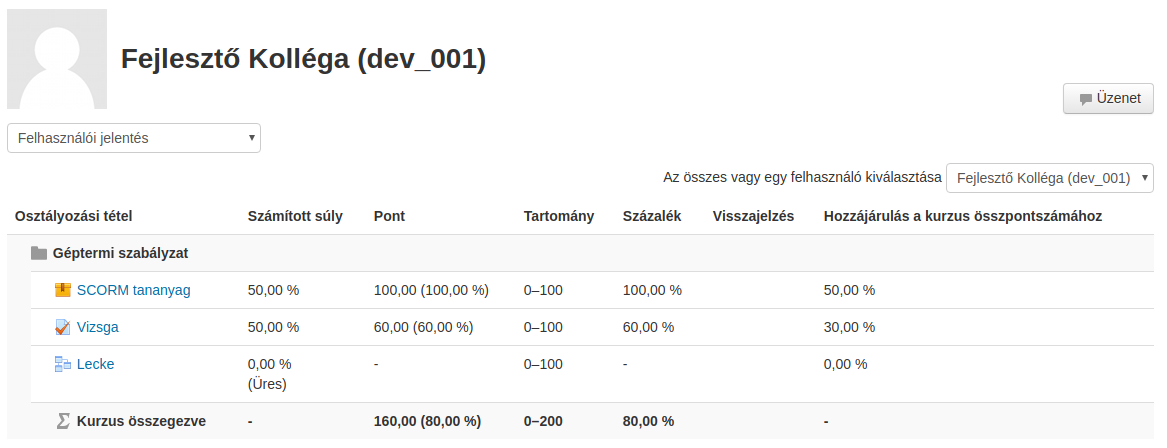 Fejlesztő Kolléga (dev_001)
Üzenet
Felhasználói jelentés
Az összes vagy egy felhasználó kiválasztása Fejlesztő Kolléga (dev_001)
Osztályozási tétel Számított súly Pont Tartomány Százalék Visszajelzés Hozzájárulás a kurzus összpontszámához
Géptermi szabályzat
SCORM tananyag 50,00 % 100,00 (100,00 %) 0–100 100,00 % 50,00 %
Vizsga 50,00 % 60,00 (60,00 %) 0–100 60,00 % 30,00 %
Lecke 0,00 % - 0–100 - 0,00 %
(Üres)
Kurzus összegezve - 160,00 (80,00 %) 0–200 80,00 % -